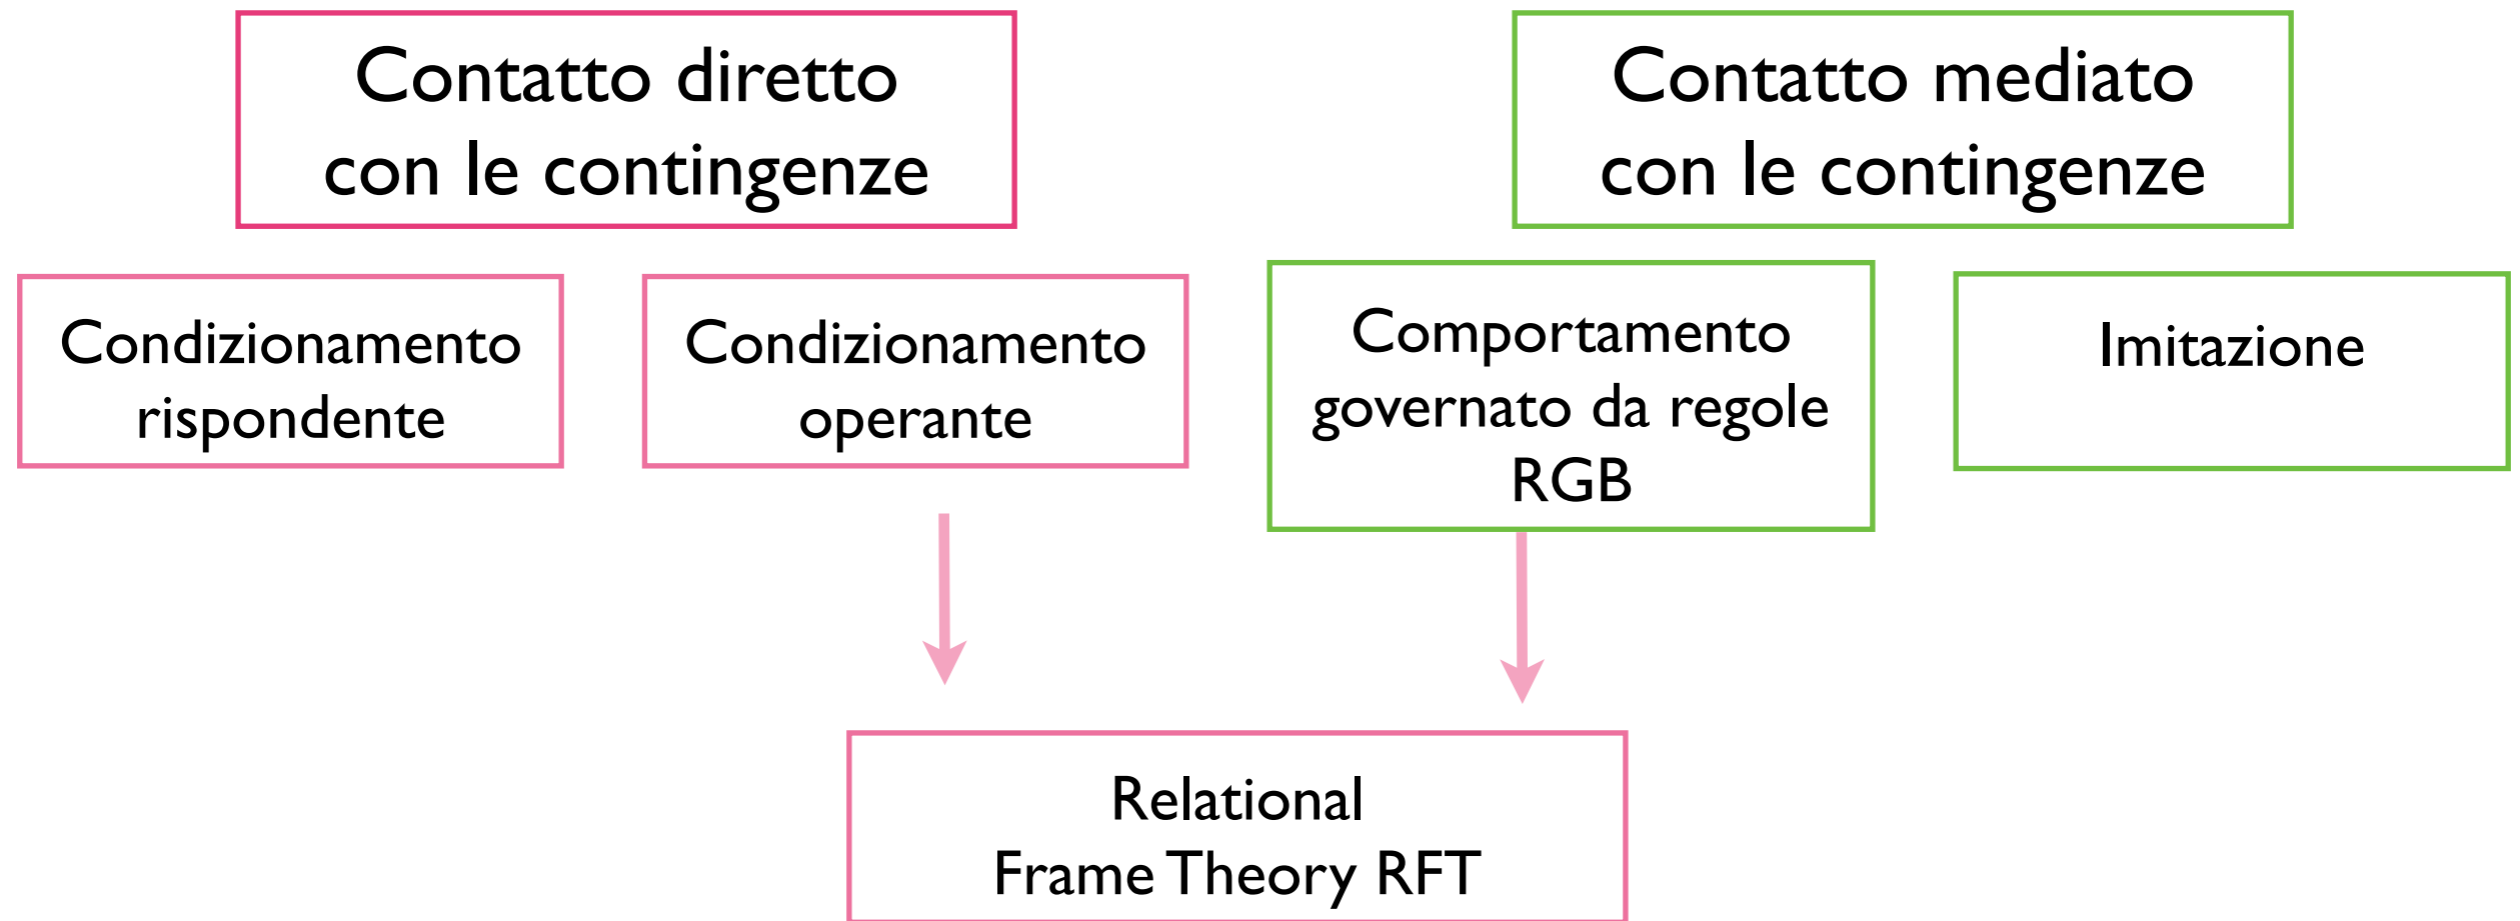 Contatto diretto
con le contingenze
Contatto mediato
con le contingenze
Condizionamento
rispondente
Condizionamento
operante
Comportamento
governato da regole
RGB
Imitazione
Relational
Frame Theory RFT